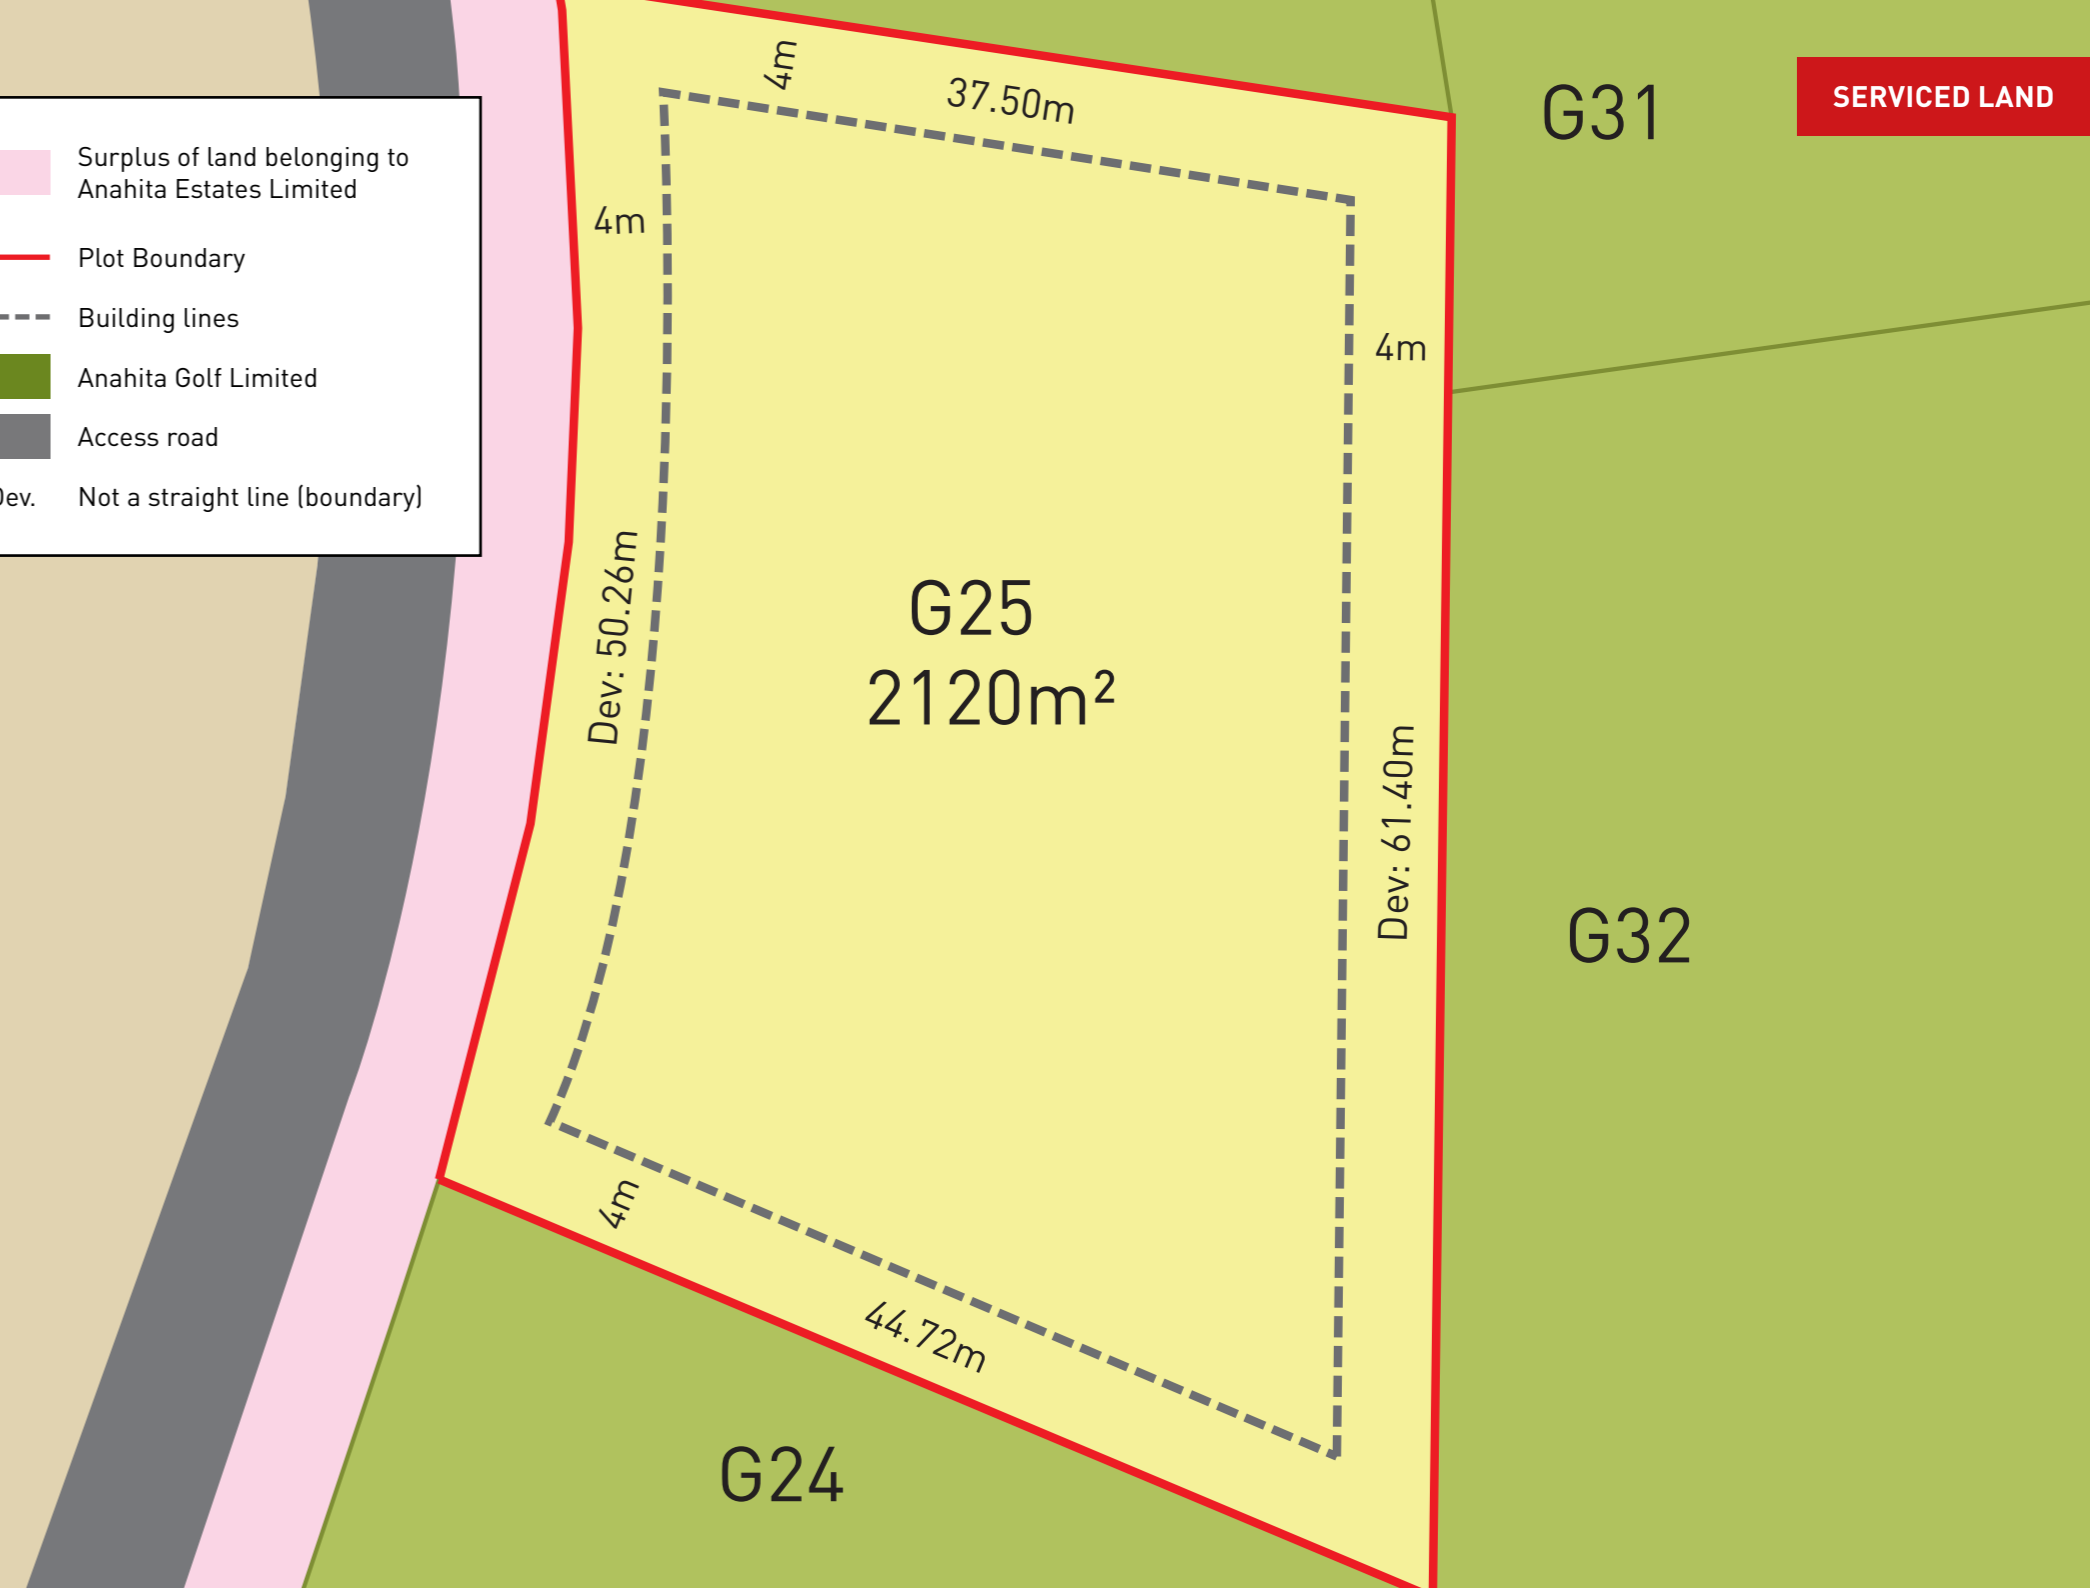 SERVICED LAND
G31
4m
37.50m
Surplus of land belonging to
Anahita Estates Limited
4m
Plot Boundary
Building lines
4m
Anahita Golf Limited
Access road
Not a straight line (boundary)
Dev: 50.26m
G25
2120m²
Dev: 61.40m
G32
4m
44.72m
G24